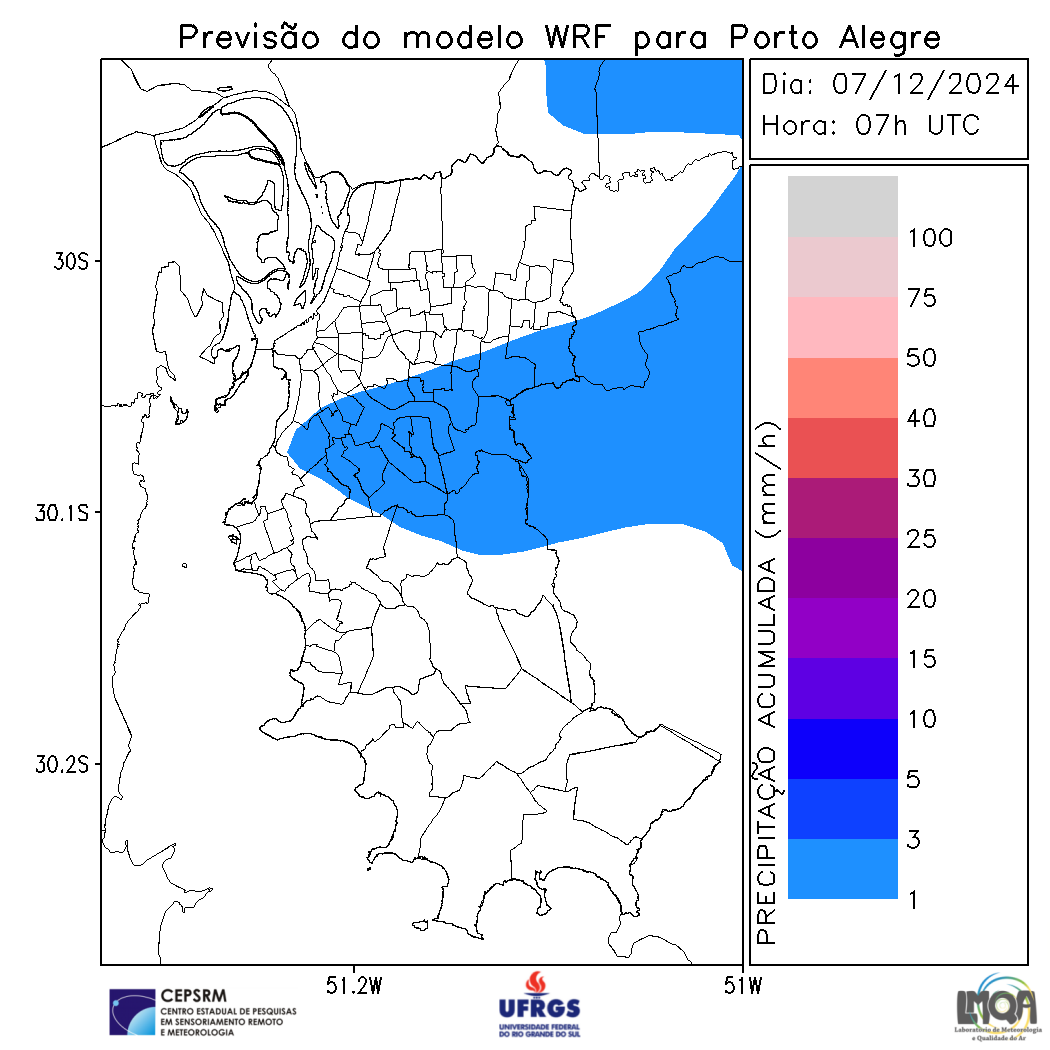 Previsão do modelo WRF para Porto Alegre
Dia: 07/12/2024
Hora: 07h UTC
30S
30.1S
30.2S
51.2W
51W
PRECIPITAÇÃO ACUMULADA (mm/h)
100
75
50
40
30
25
20
15
10
5
3
1
CEPSRM
CENTRO ESTADUAL DE PESQUISAS
EM SENSORIAMENTO REMOTO
E METEOROLOGIA
UFRGS
UNIVERSIDADE FEDERAL
DO RIO GRANDE DO SUL
LMQA
Laboratório de Meteorologia
e Qualidade do Ar